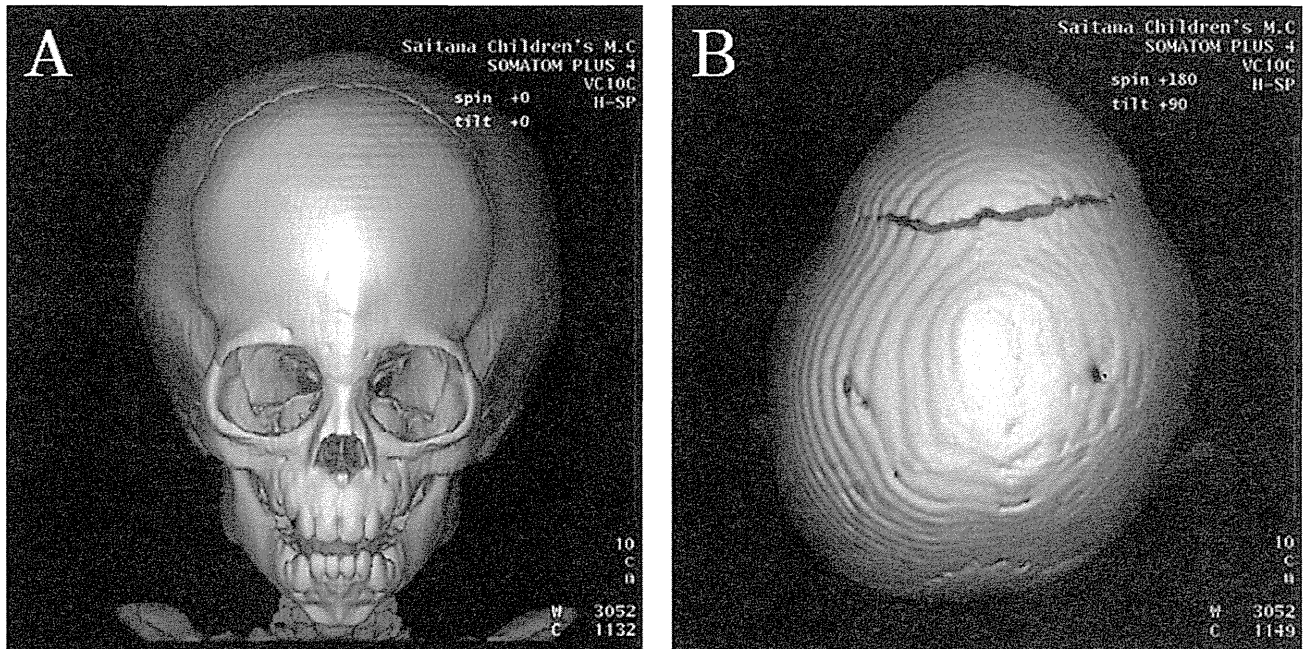 A
Saitama Children's M.C
SOMATOM PLUS 4
VC10C
H-SP
spin +0
tilt +0
10
c
m
W 3052
C 1132
B
Saitama Children's M.C
SOMATOM PLUS 4
VC10C
H-SP
spin +180
tilt +90
10
c
m
W 3052
C 1149